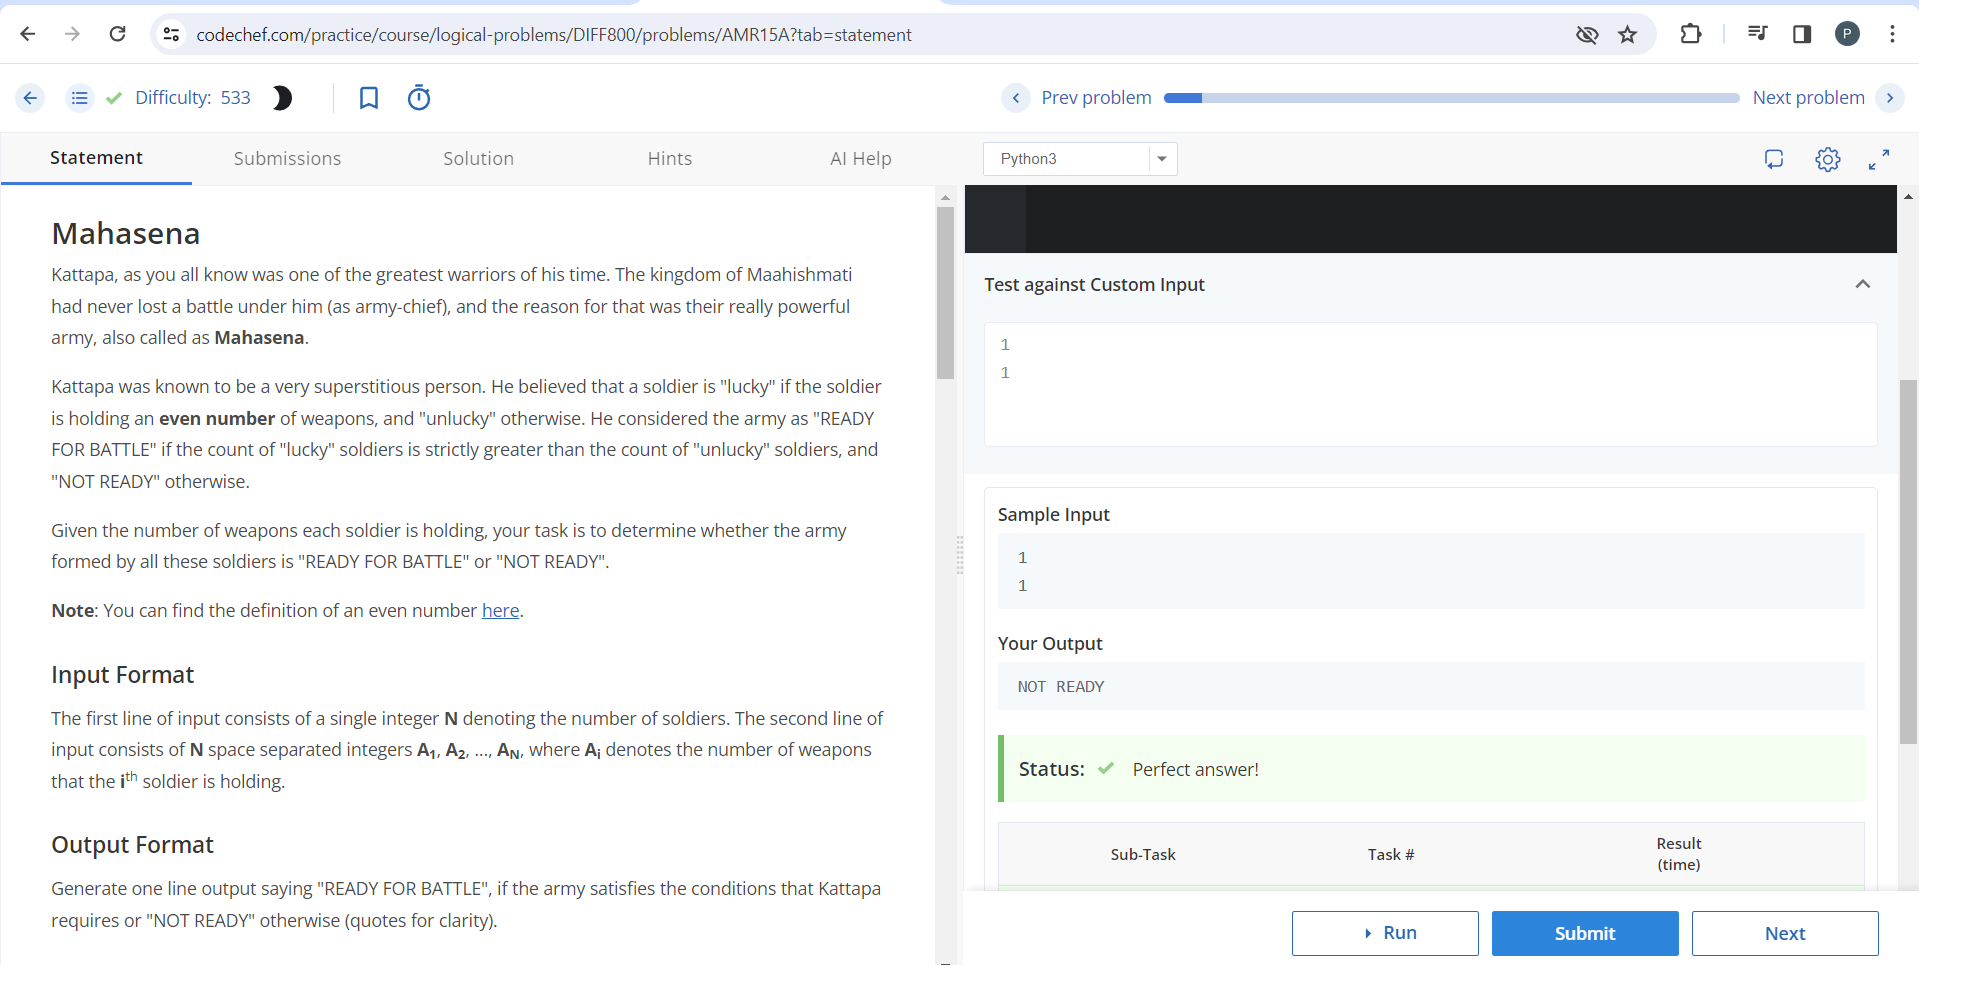 codechef.com/practice/course/logical-problems/DIFF800/problems/AMR15A?tab=statement
P
Difficulty: 533
Prev problem
Next problem
Statement
Submissions
Solution
Hints
AI Help
Python3
Mahasena
Kattapa, as you all know was one of the greatest warriors of his time. The kingdom of Maahishmati
had never lost a battle under him (as army-chief), and the reason for that was their really powerful
army, also called as Mahasena.
Kattapa was known to be a very superstitious person. He believed that a soldier is "lucky" if the soldier
is holding an even number of weapons, and "unlucky" otherwise. He considered the army as "READY
FOR BATTLE" if the count of "lucky" soldiers is strictly greater than the count of "unlucky" soldiers, and
"NOT READY" otherwise.
Given the number of weapons each soldier is holding, your task is to determine whether the army
formed by all these soldiers is "READY FOR BATTLE" or "NOT READY".
Note: You can find the definition of an even number here.
Input Format
The first line of input consists of a single integer N denoting the number of soldiers. The second line of
input consists of N space separated integers A1, A2, ..., AN, where Ai denotes the number of weapons
that the ith soldier is holding.
Output Format
Generate one line output saying "READY FOR BATTLE", if the army satisfies the conditions that Kattapa
requires or "NOT READY" otherwise (quotes for clarity).
Test against Custom Input
1
1
Sample Input
1
1
Your Output
NOT READY
Status: Perfect answer!
Sub-Task
Task #
Result
(time)
Run
Submit
Next